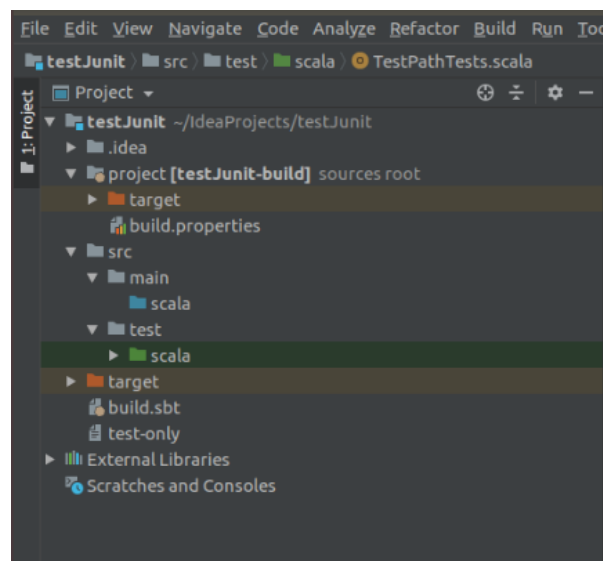 File Edit View Navigate Code Analyze Refactor Build Run Too
testJunit src test scala TestPathTests.scala
1: Project
Project
testJunit ~/IdeaProjects/testJunit
.idea
project [testJunit-build] sources root
target
build.properties
src
main
scala
test
scala
target
build.sbt
test-only
External Libraries
Scratches and Consoles